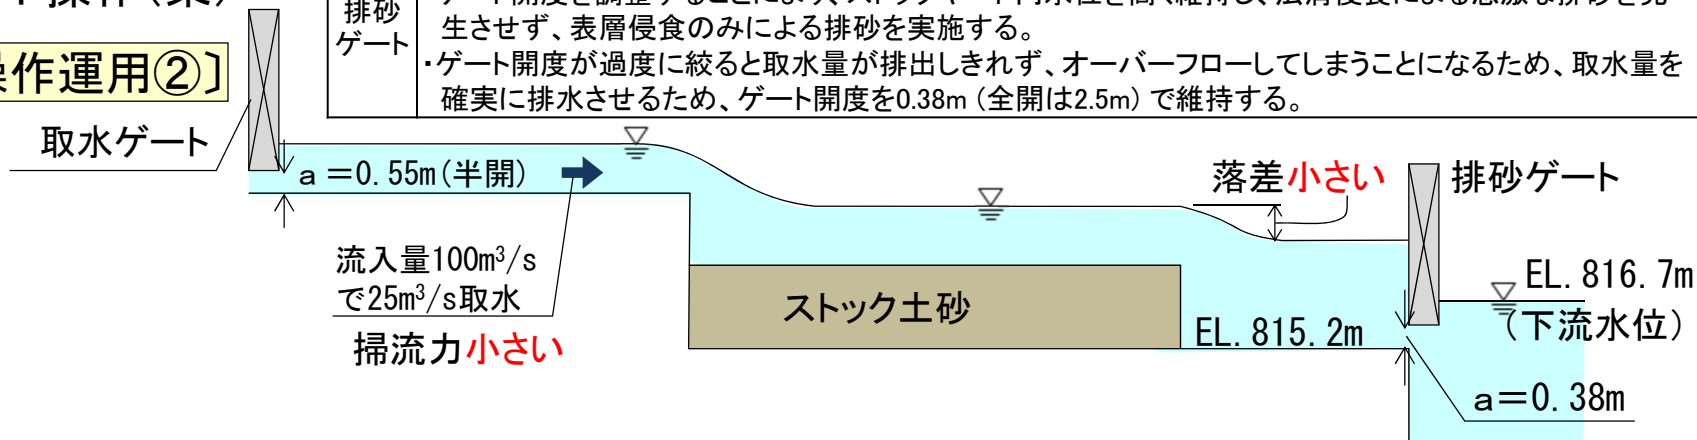 操作(案)
操作運用②〕
排砂
ゲート
生させず、表層侵食のみによる排砂を実施する。
・ゲート開度が過度に絞ると取水量が排出しきれず、オーバーフローしてしまうことになるため、取水量を
確実に排水させるため、ゲート開度を0.38m(全開は2.5m)で維持する。
取水ゲート
a=0.55m(半開)
落差小さい
排砂ゲート
流入量100m³/s
で25m³/s取水
掃流力小さい
ストック土砂
EL.815.2m
EL.816.7m
(下流水位)
a=0.38m